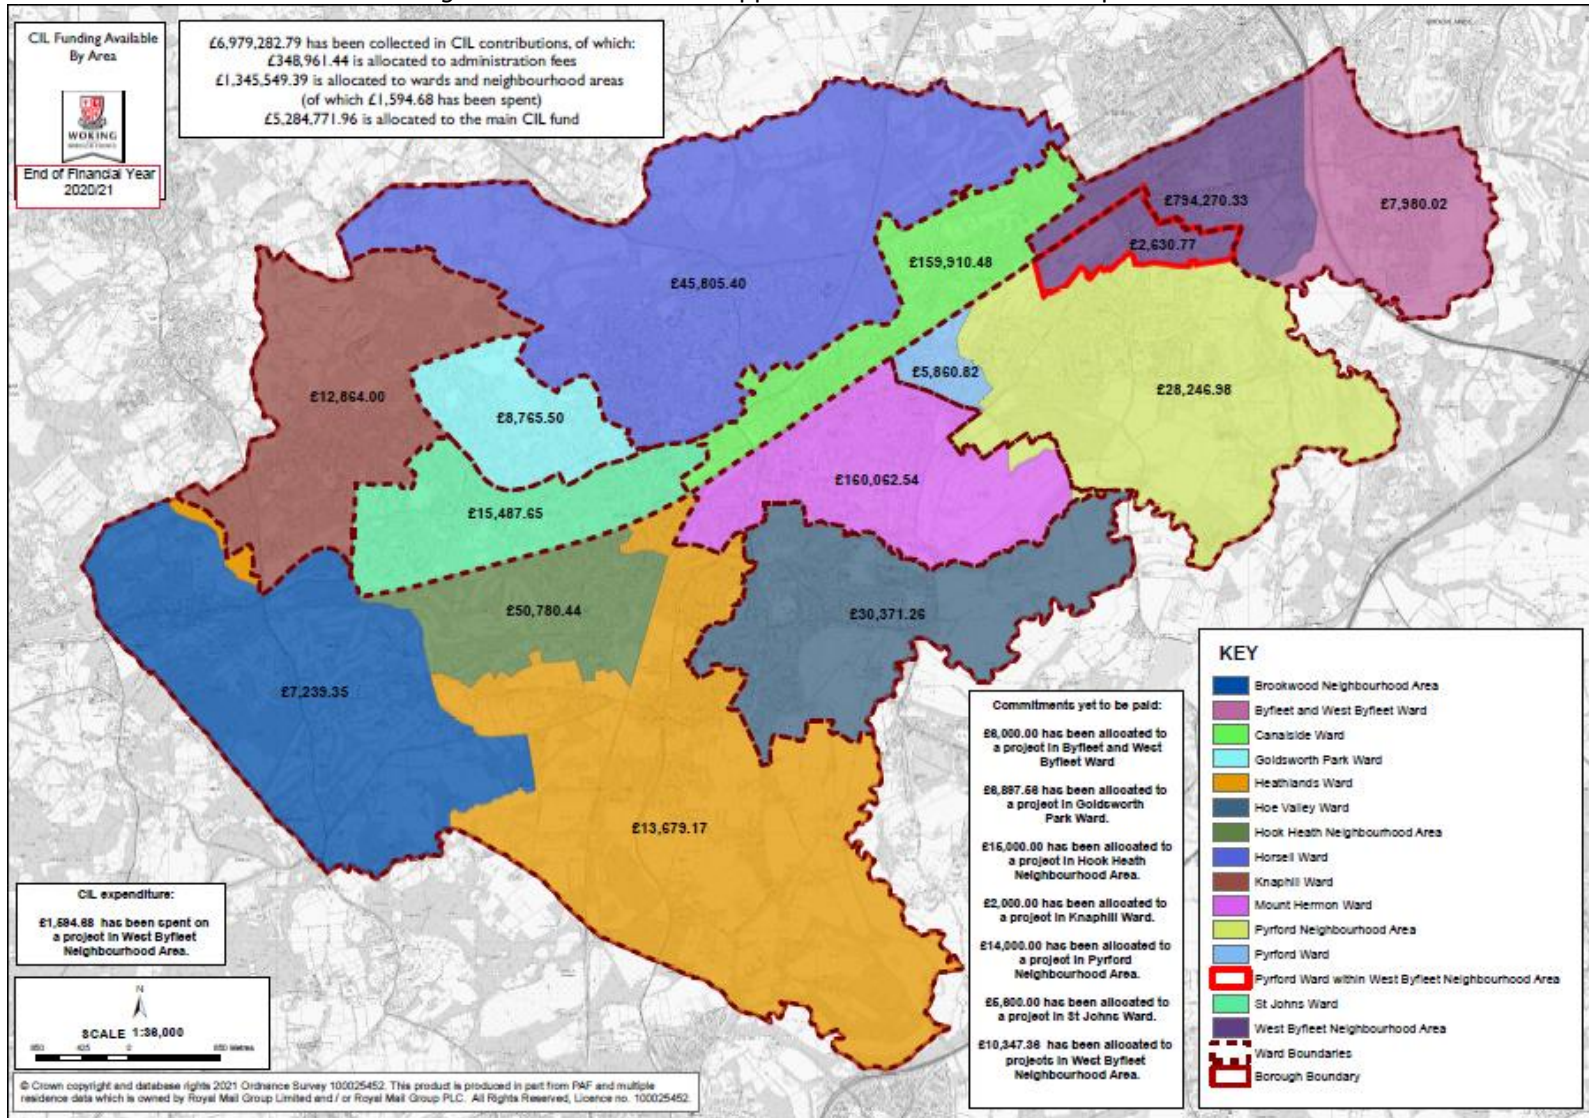 CIL Funding Available
By Area
WOKING
End of Financial Year
2020/21
£6,979,282.79 has been collected in CIL contributions, of which:
£348,961.44 is allocated to administration fees
£1,345,549.39 is allocated to wards and neighbourhood areas
(of which £1,594.68 has been spent)
£5,284,771.96 is allocated to the main CIL fund
£794,270.33
£7,980.02
£2,630.77
£159,910.48
£45,805.40
£5,860.82
£28,246.98
£12,864.00
£8,765.50
£160,062.54
£15,487.65
£50,780.44
£30,371.26
£7,239.35
£13,679.17
CIL expenditure:
£1,594.68 has been spent on
a project in West Byfleet
Neighbourhood Area.
N
SCALE 1:36,000
850 425 0 850 Metres
Commitments yet to be paid:
£6,000.00 has been allocated to
a project in Byfleet and West
Byfleet Ward
£6,897.56 has been allocated to
a project in Goldsworth
Park Ward.
£15,000.00 has been allocated to
a project in Hook Heath
Neighbourhood Area.
£2,000.00 has been allocated to
a project in Knaphill Ward.
£14,000.00 has been allocated to
a project in Pyrford
Neighbourhood Area.
£5,600.00 has been allocated to
a project in St Johns Ward.
£10,347.36 has been allocated to
projects in West Byfleet
Neighbourhood Area.
KEY
Brookwood Neighbourhood Area
Byfleet and West Byfleet Ward
Canalside Ward
Goldsworth Park Ward
Heathlands Ward
Hoe Valley Ward
Hook Heath Neighbourhood Area
Horsell Ward
Knaphill Ward
Mount Hermon Ward
Pyrford Neighbourhood Area
Pyrford Ward
Pyrford Ward within West Byfleet Neighbourhood Area
St Johns Ward
West Byfleet Neighbourhood Area
Ward Boundaries
Borough Boundary
© Crown copyright and database rights 2021 Ordnance Survey 100025452. This product is produced in part from PAF and multiple
residence data which is owned by Royal Mail Group Limited and / or Royal Mail Group PLC. All Rights Reserved, Licence no. 100025452.